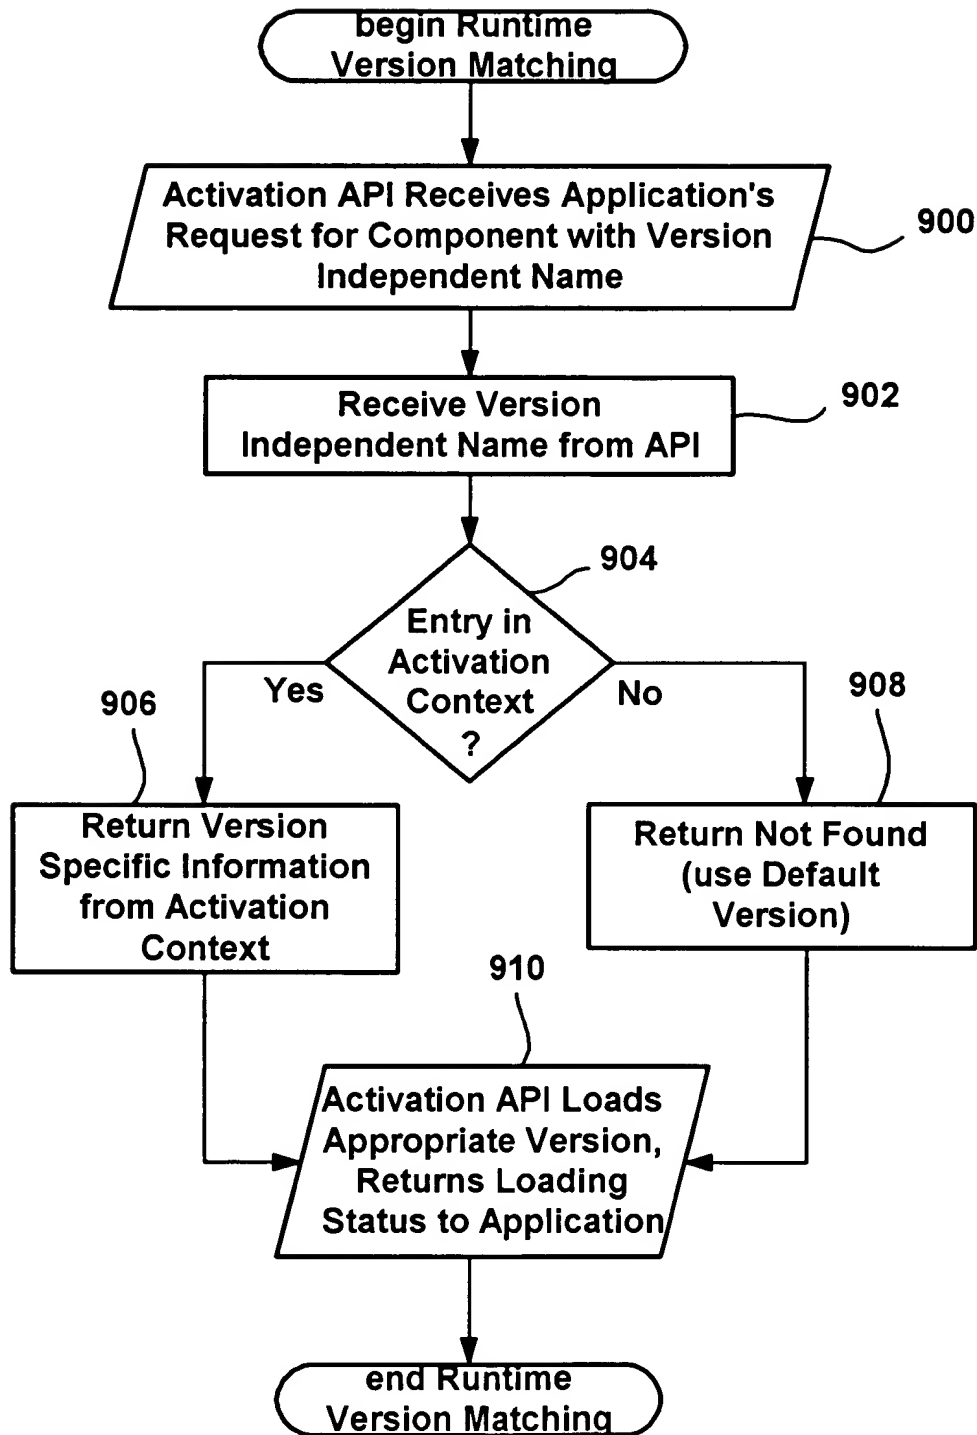 begin Runtime
Version Matching
Activation API Receives Application's
Request for Component with Version
Independent Name
900
Receive Version
Independent Name from API
902
904
Entry in
Activation
Context
?
Yes
No
906
908
Return Version
Specific Information
from Activation
Context
Return Not Found
(use Default
Version)
910
Activation API Loads
Appropriate Version,
Returns Loading
Status to Application
end Runtime
Version Matching